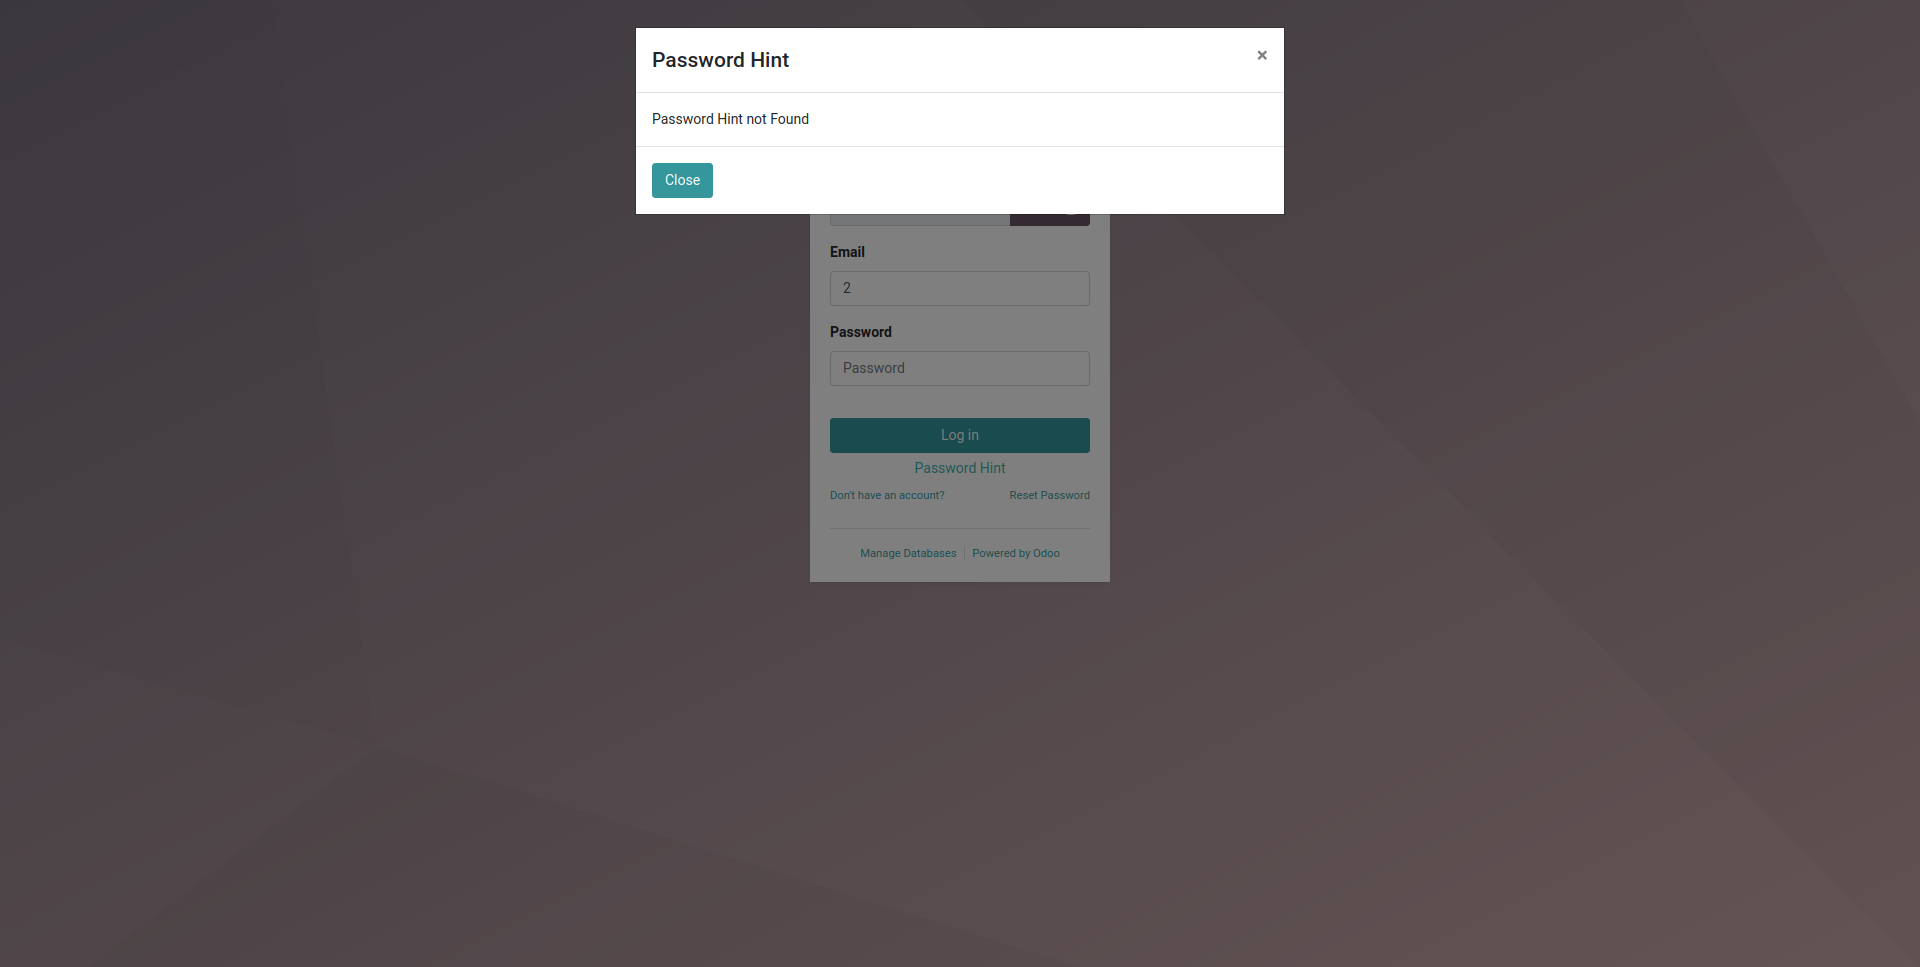 Password Hint
×
Password Hint not Found
Close
Email
2
Password
Password
Log in
Password Hint
Don't have an account? Reset Password
Manage Databases Powered by Odoo